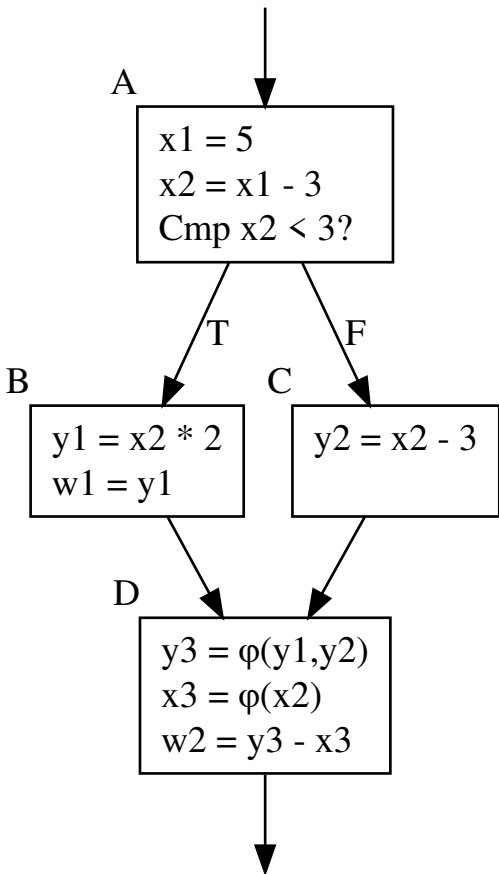 A
x1 = 5
x2 = x1 - 3
Cmp x2 < 3?
T
F
B
y1 = x2 * 2
w1 = y1
C
y2 = x2 - 3
D
y3 = φ(y1,y2)
x3 = φ(x2)
w2 = y3 - x3